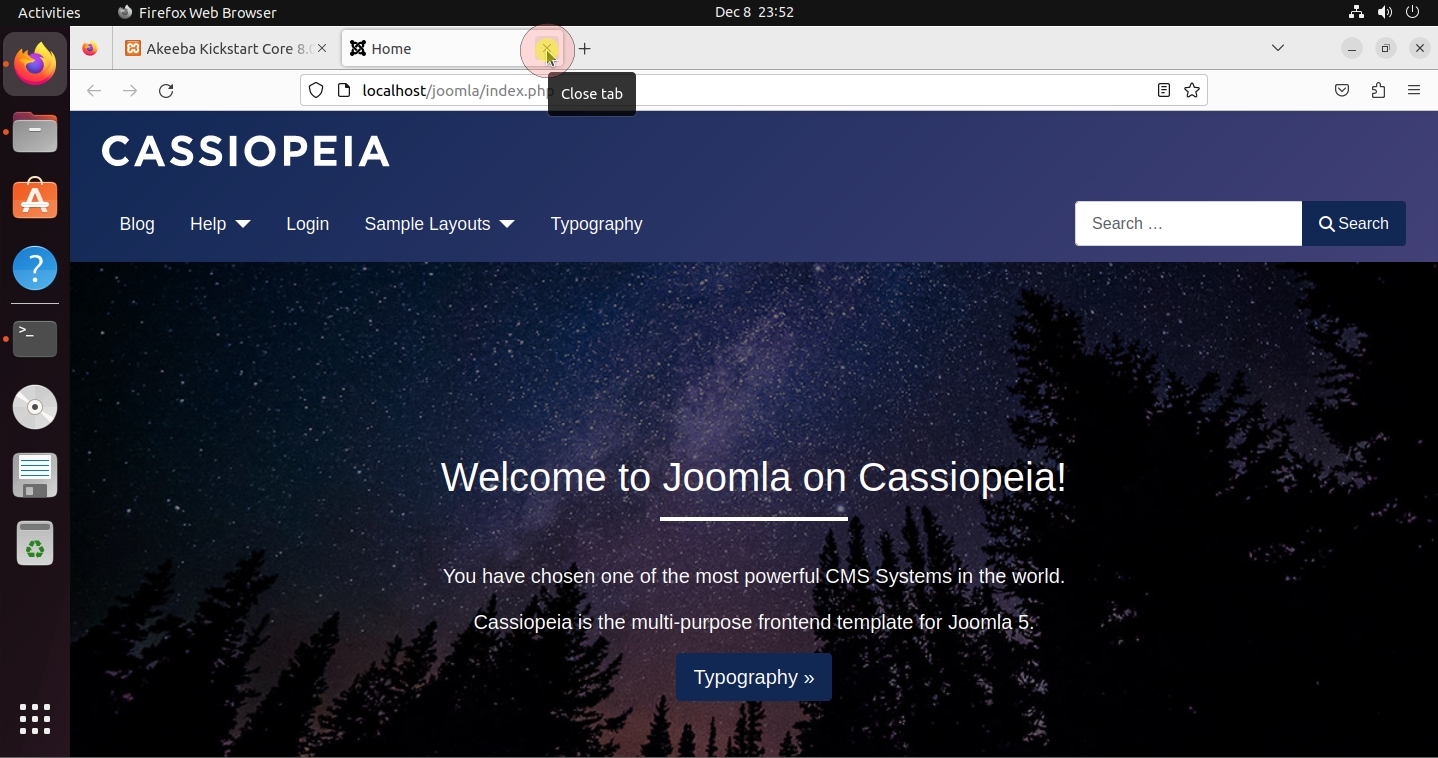 Activities Firefox Web Browser Dec 8 23:52
Akeeba Kickstart Core 8.0 Home
localhost/joomla/index.php
Close tab
CASSIOPEIA
Blog Help Login Sample Layouts Typography Search … Search
Welcome to Joomla on Cassiopeia!
You have chosen one of the most powerful CMS Systems in the world.
Cassiopeia is the multi-purpose frontend template for Joomla 5.
Typography »